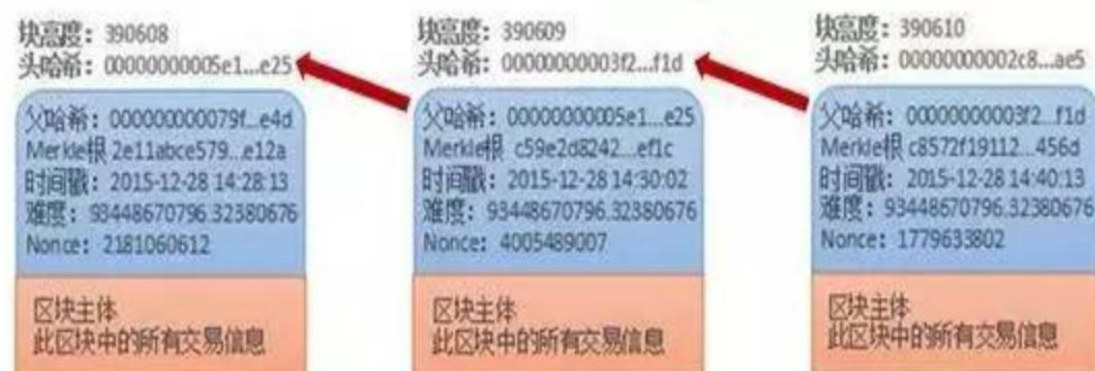 块高度：390608
头哈希：00000000005e1...e25
父哈希：000000000079f...e4d
Merkle根 2e11abce579...e12a
时间戳：2015-12-28 14:28:13
难度：93448670796.32380676
Nonce：2181060612
区块主体
此区块中的所有交易信息
块高度：390609
头哈希：00000000003f2...f1d
父哈希：00000000005e1...e25
Merkle根 c59e2d8242...ef1c
时间戳：2015-12-28 14:30:02
难度：93448670796.32380676
Nonce：4005489007
区块主体
此区块中的所有交易信息
块高度：390610
头哈希：00000000002c8...ae5
父哈希：00000000003f2...f1d
Merkle根 c8572f19112...456d
时间戳：2015-12-28 14:40:13
难度：93448670796.32380676
Nonce：1779633802
区块主体
此区块中的所有交易信息